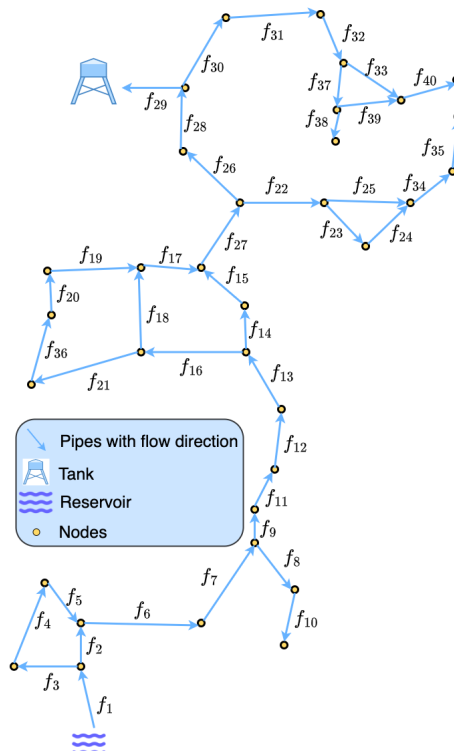 f31
f32
f30
f37
f33
f40
f29
f38
f39
f28
f35
f26
f22
f25
f34
f23
f24
f27
f19
f17
f15
f20
f18
f14
f36
f21
f16
f13
Pipes with flow direction
f12
Tank
Reservoir
f11
Nodes
f9
f8
f7
f5
f4
f6
f10
f2
f3
f1